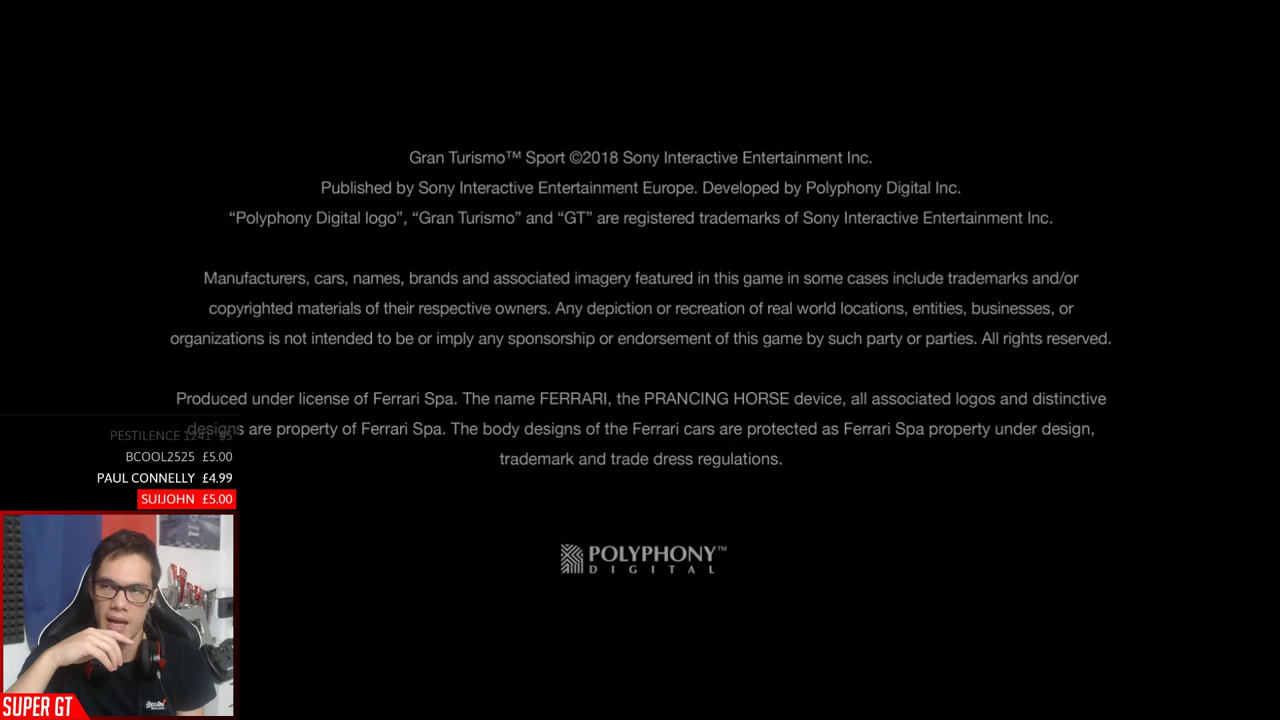 Gran Turismo™ Sport ©2018 Sony Interactive Entertainment Inc.
Published by Sony Interactive Entertainment Europe. Developed by Polyphony Digital Inc.
“Polyphony Digital logo”, “Gran Turismo” and “GT” are registered trademarks of Sony Interactive Entertainment Inc.
Manufacturers, cars, names, brands and associated imagery featured in this game in some cases include trademarks and/or
copyrighted materials of their respective owners. Any depiction or recreation of real world locations, entities, businesses, or
organizations is not intended to be or imply any sponsorship or endorsement of this game by such party or parties. All rights reserved.
Produced under license of Ferrari Spa. The name FERRARI, the PRANCING HORSE device, all associated logos and distinctive
designs are property of Ferrari Spa. The body designs of the Ferrari cars are protected as Ferrari Spa property under design,
trademark and trade dress regulations.
PESTILENCE 1241 $5
BCOOL2525 £5.00
PAUL CONNELLY £4.99
SUIJOHN £5.00
POLYPHONY™
DIGITAL
SUPER GT